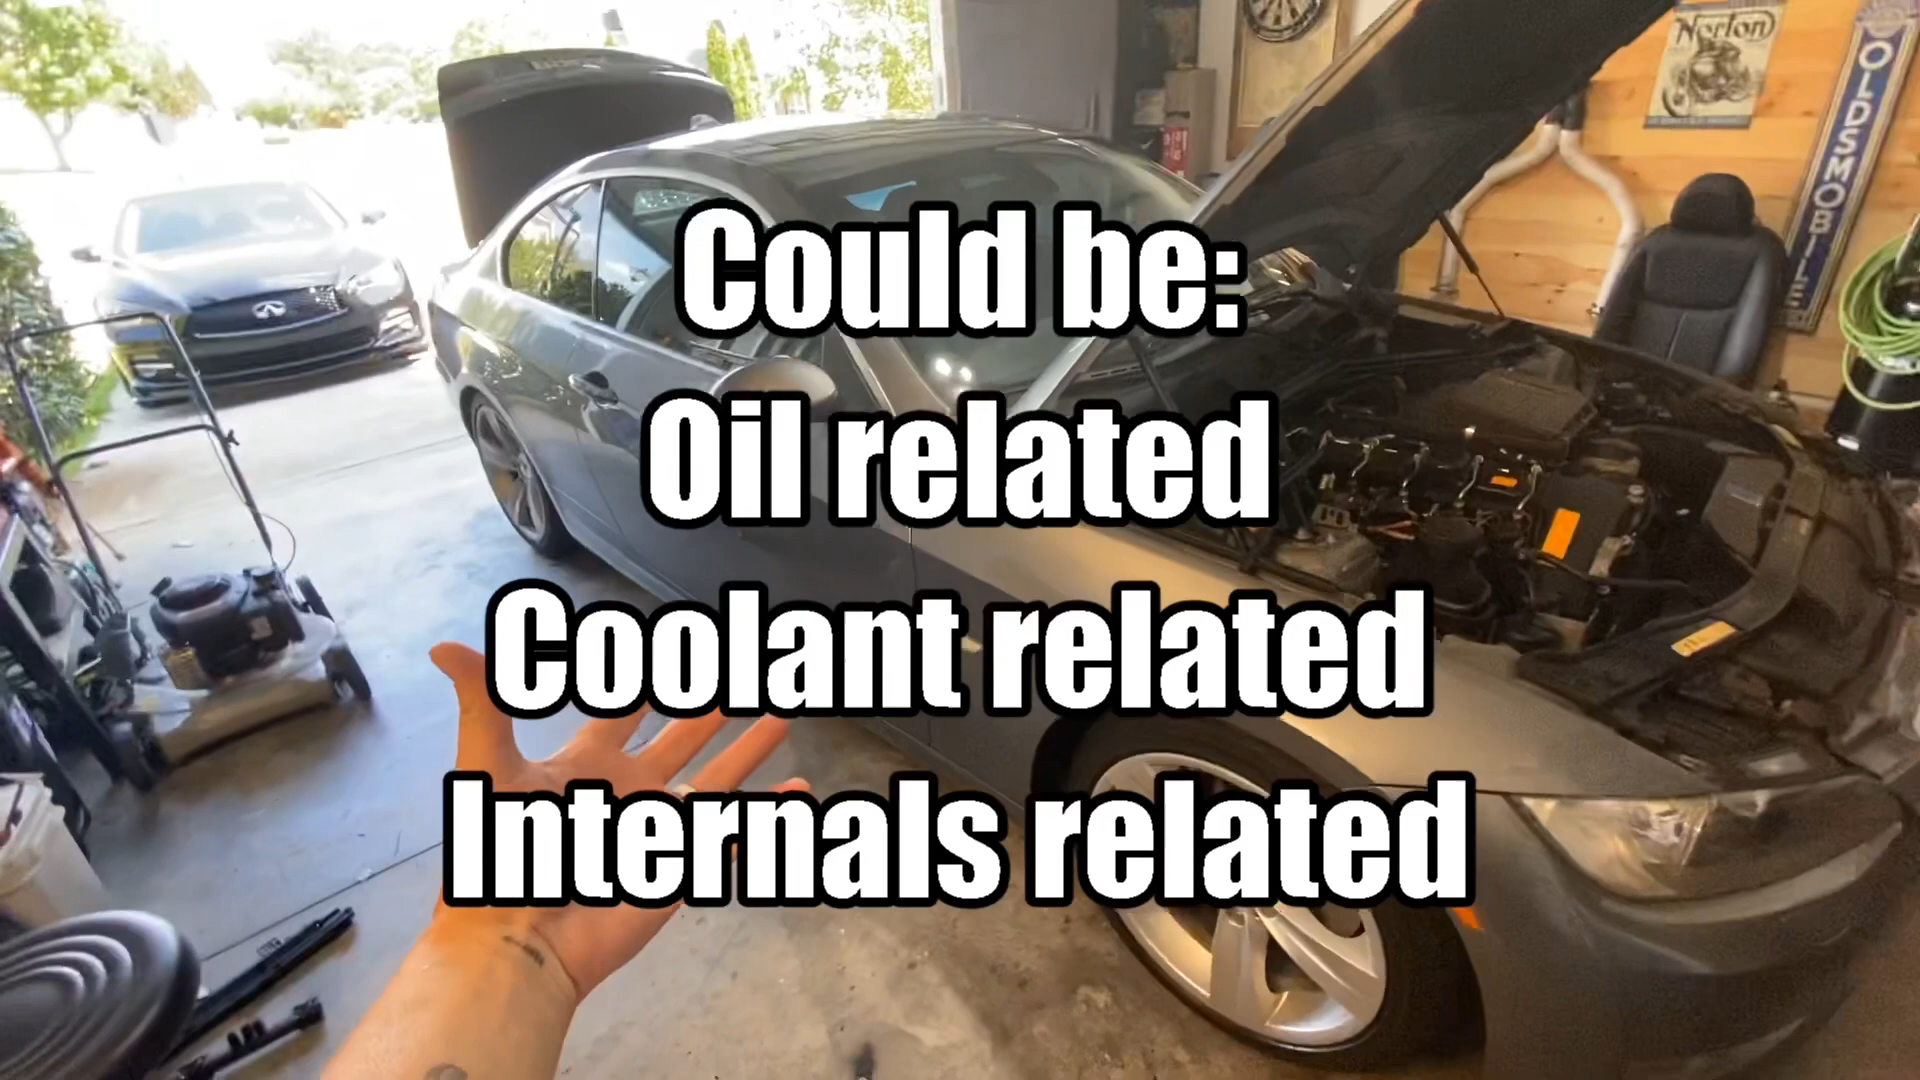 Norton
OLDSMOBILE
Could be:
Oil related
Coolant related
Internals related